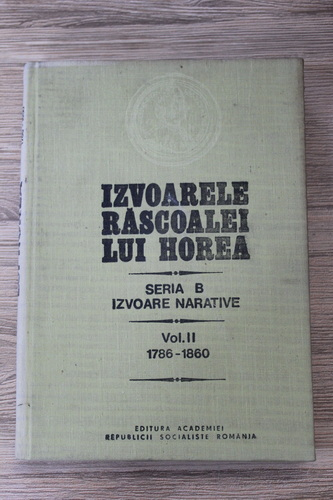 IZVOARELE
RĂSCOALEI
LUI HOREA
SERIA B
IZVOARE NARATIVE
Vol. II
1786-1860
EDITURA ACADEMIEI
REPUBLICII SOCIALISTE ROMÂNIA